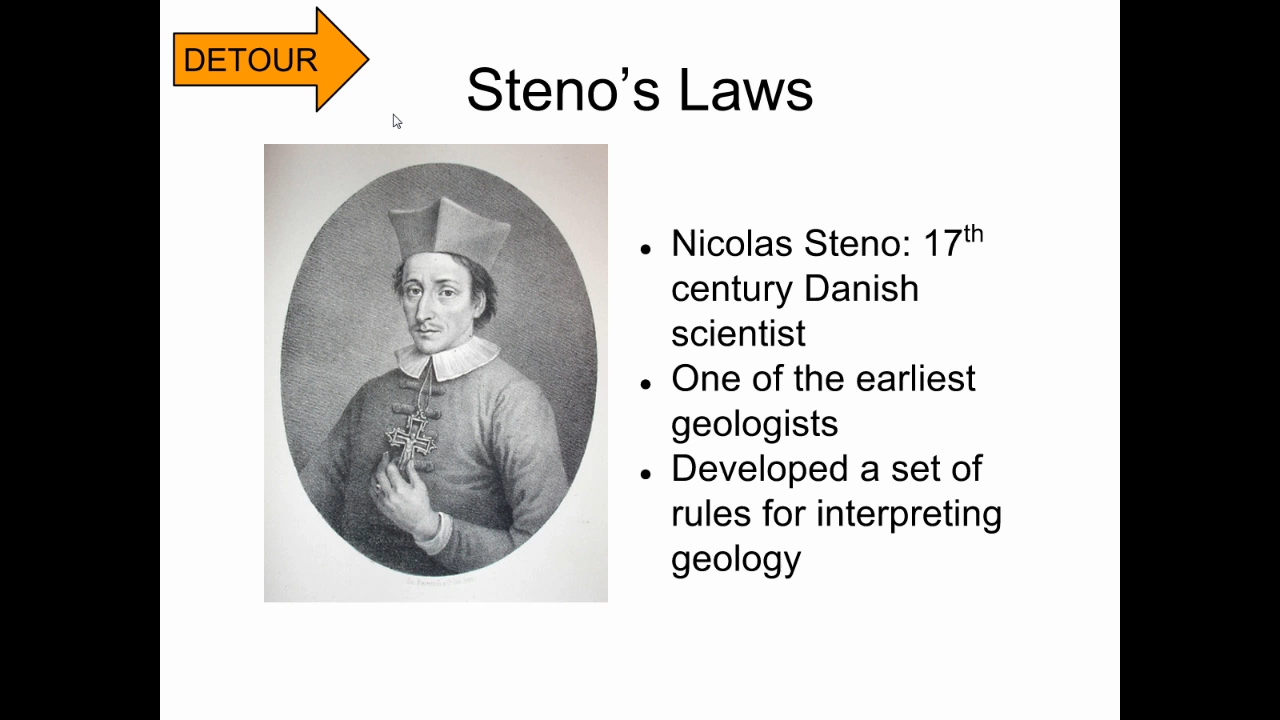 DETOUR
Steno’s Laws
• Nicolas Steno: 17th
century Danish
scientist
• One of the earliest
geologists
• Developed a set of
rules for interpreting
geology